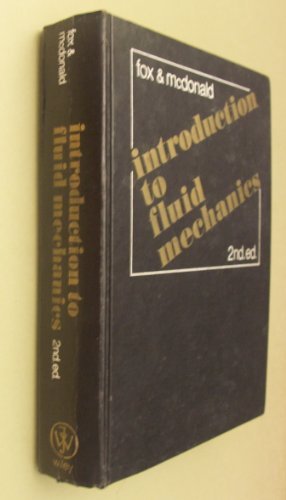 fox & mcdonald
introduction
to
fluid
mechanics
2nd.ed.
fox &
mcdonald
introduction to
fluid mechanics
2nd.ed.
wiley